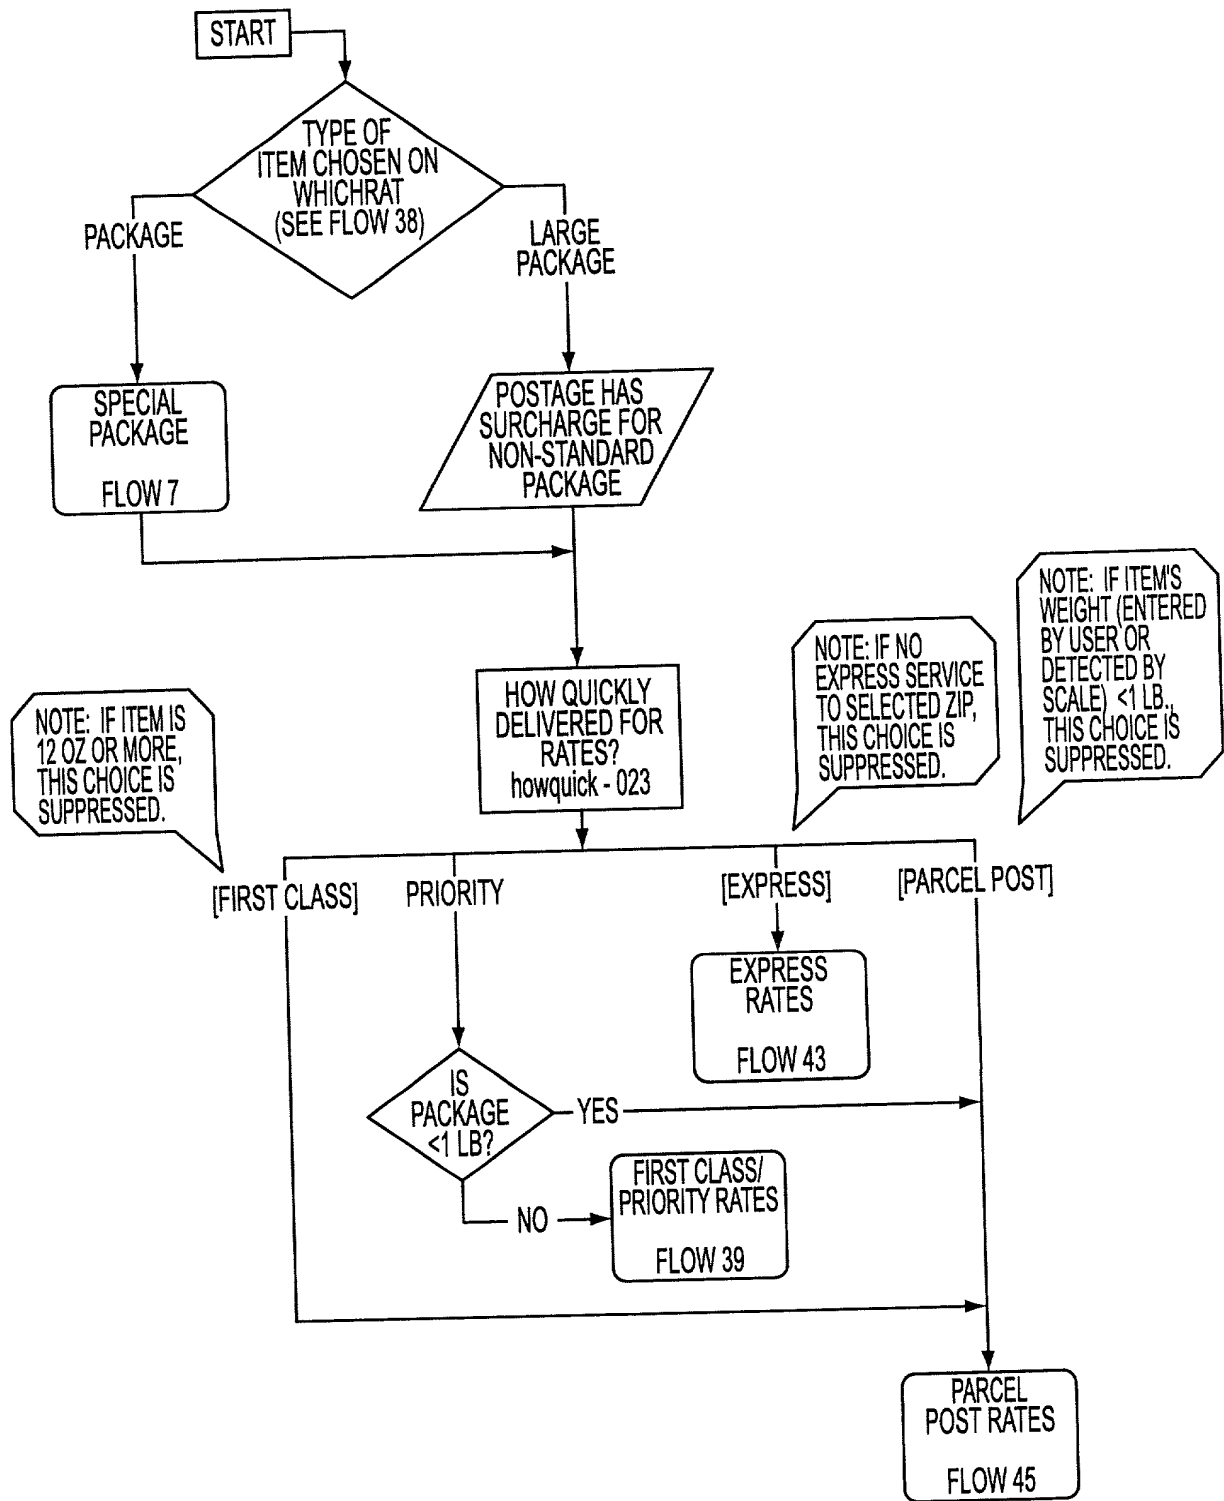 START
TYPE OF
ITEM CHOSEN ON
WHICHRAT
(SEE FLOW 38)
PACKAGE
LARGE
PACKAGE
SPECIAL
PACKAGE
FLOW 7
POSTAGE HAS
SURCHARGE FOR
NON-STANDARD
PACKAGE
NOTE: IF ITEM IS
12 OZ OR MORE,
THIS CHOICE IS
SUPPRESSED.
HOW QUICKLY
DELIVERED FOR
RATES?
howquick - 023
NOTE: IF NO
EXPRESS SERVICE
TO SELECTED ZIP,
THIS CHOICE IS
SUPPRESSED.
NOTE: IF ITEM'S
WEIGHT (ENTERED
BY USER OR
DETECTED BY
SCALE) <1 LB.,
THIS CHOICE IS
SUPPRESSED.
[FIRST CLASS]
PRIORITY
[EXPRESS]
[PARCEL POST]
EXPRESS
RATES
FLOW 43
IS
PACKAGE
<1 LB?
YES
NO
FIRST CLASS/
PRIORITY RATES
FLOW 39
PARCEL
POST RATES
FLOW 45